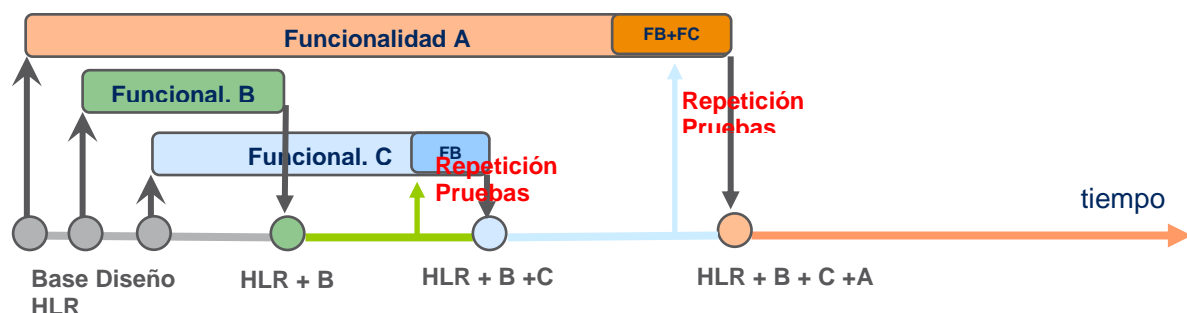 Funcionalidad A
FB+FC
Funcional. B
Repetición
Pruebas
Funcional. C
FB
Repetición
Pruebas
tiempo
Base Diseño
HLR
HLR + B
HLR + B +C
HLR + B + C +A